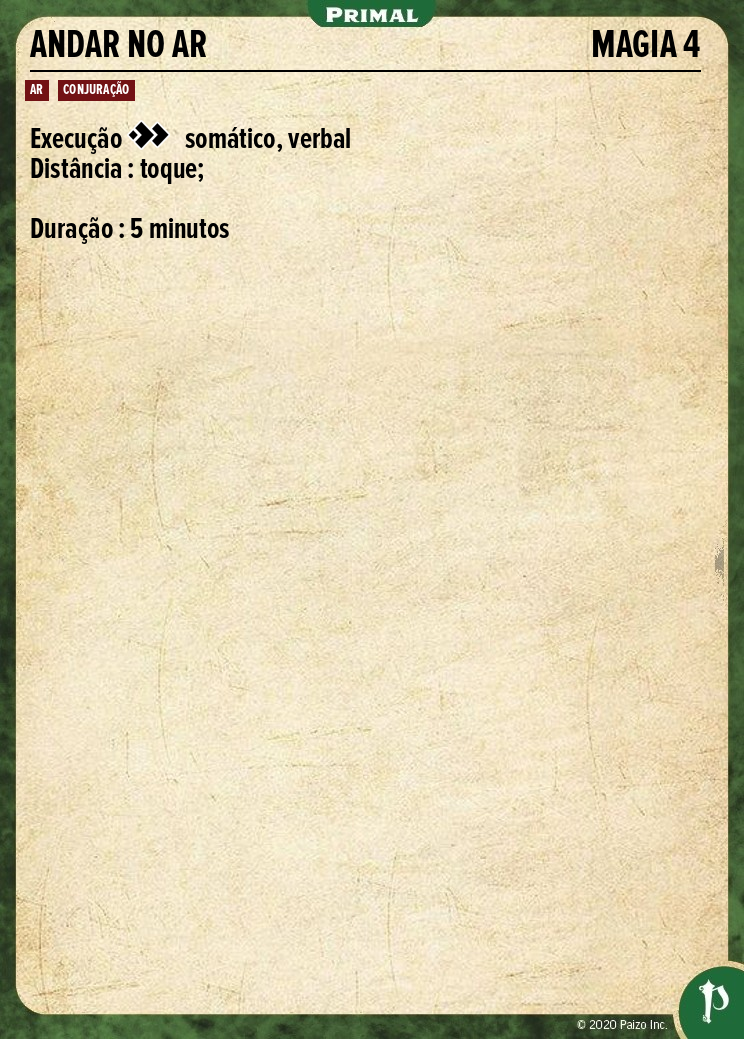 PRIMAL
ANDAR NO AR
MAGIA 4
AR CONJURAÇÃO
Execução somático, verbal
Distância : toque;
Duração : 5 minutos
© 2020 Paizo Inc.